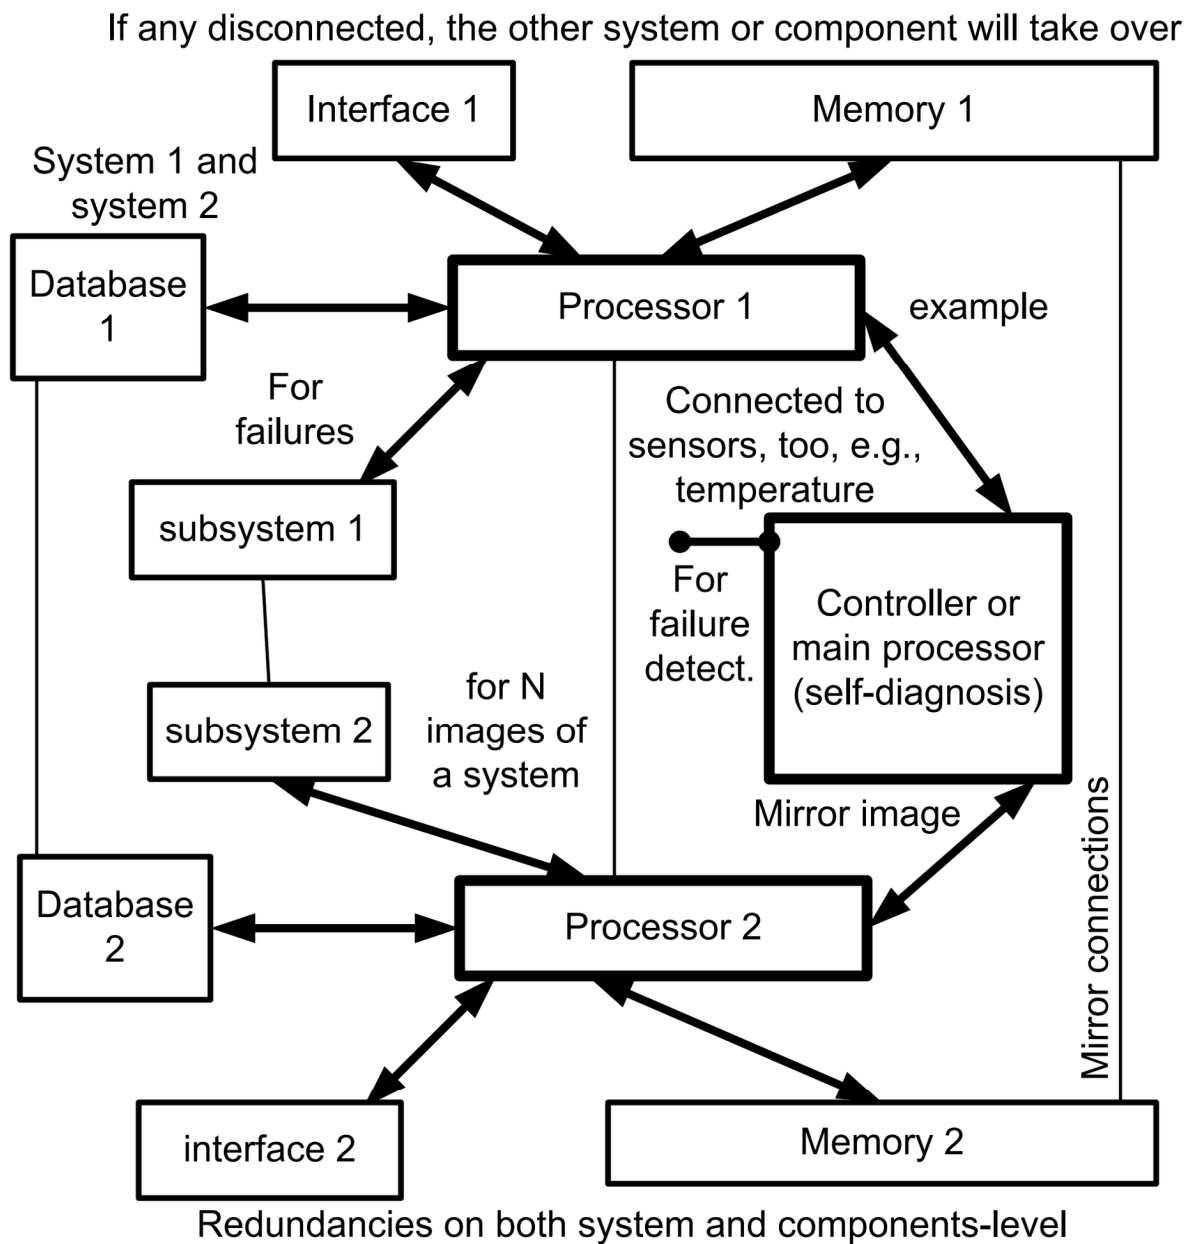 If any disconnected, the other system or component will take over
Interface 1
Memory 1
System 1 and
system 2
Database
1
Processor 1
example
For
failures
Connected to
sensors, too, e.g.,
temperature
subsystem 1
For
failure
detect.
Controller or
main processor
(self-diagnosis)
subsystem 2
for N
images of
a system
Mirror image
Mirror connections
Database
2
Processor 2
interface 2
Memory 2
Redundancies on both system and components-level